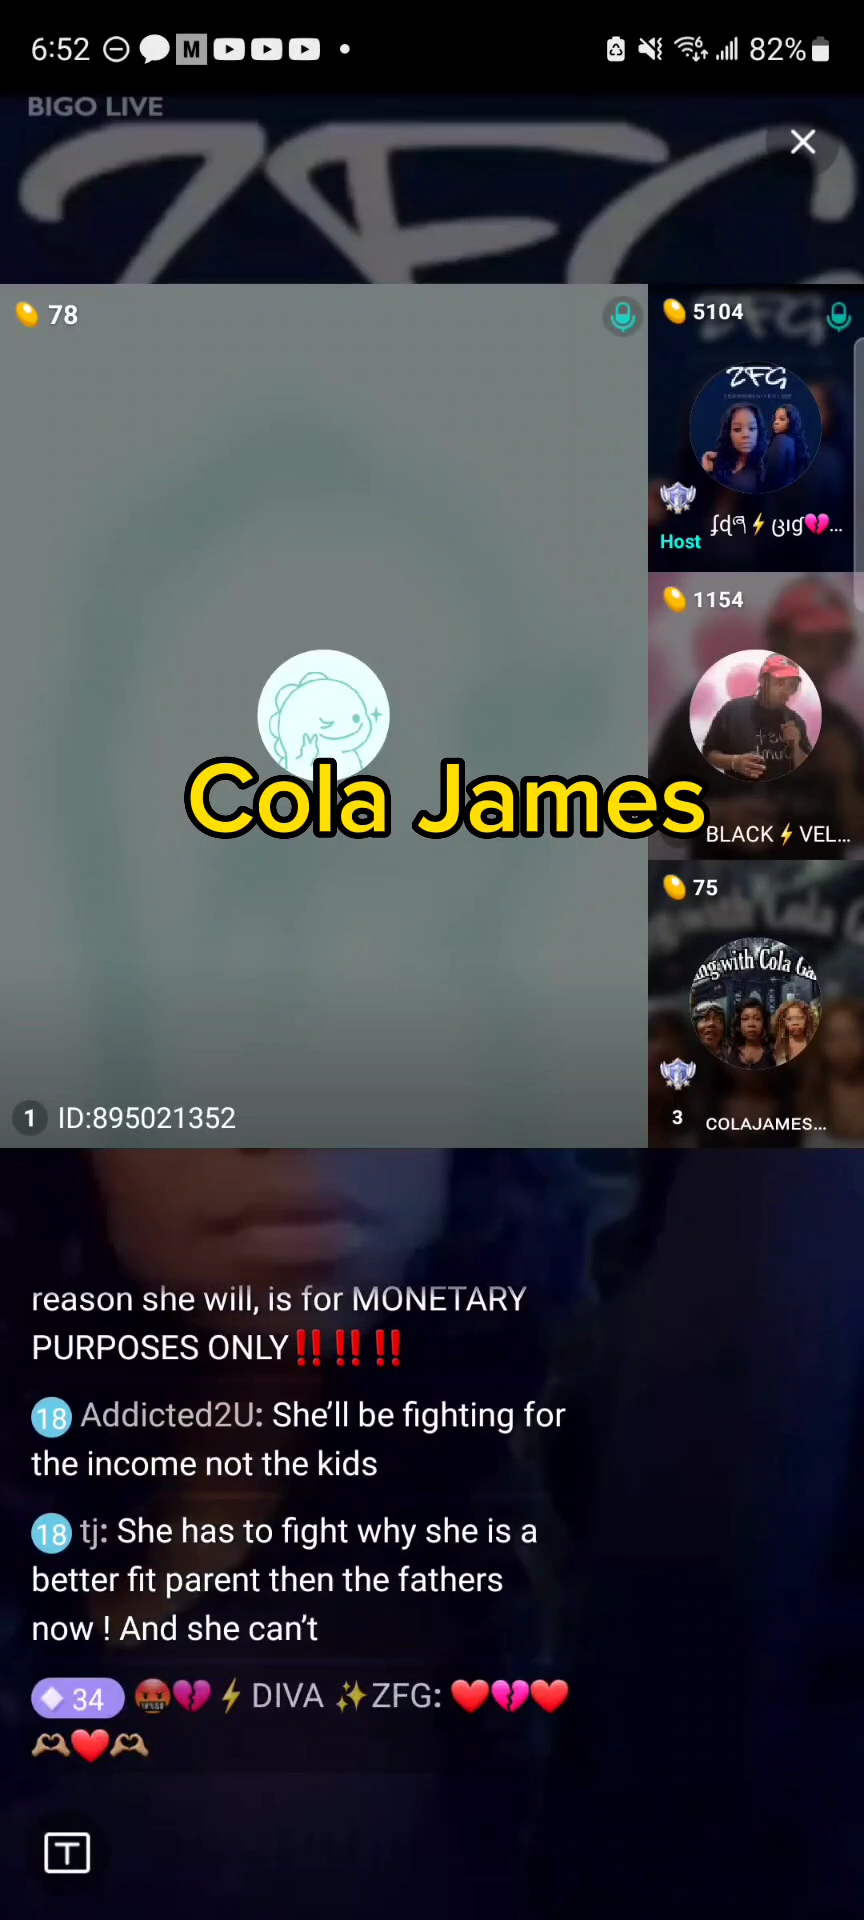 6:52 M 82%
BIGO LIVE
ZFG
78
5104
ZFG
Host
1154
BLACK⚡VEL...
Cola James
75
with Cola
1 ID:895021352
3 COLAJAMES...
reason she will, is for MONETARY
PURPOSES ONLY‼️‼️‼️
18 Addicted2U: She’ll be fighting for
the income not the kids
18 tj: She has to fight why she is a
better fit parent then the fathers
now ! And she can’t
34 🤬💔⚡DIVA ✨ZFG: ❤️💔❤️
🫶🏽❤️🫶🏽
T